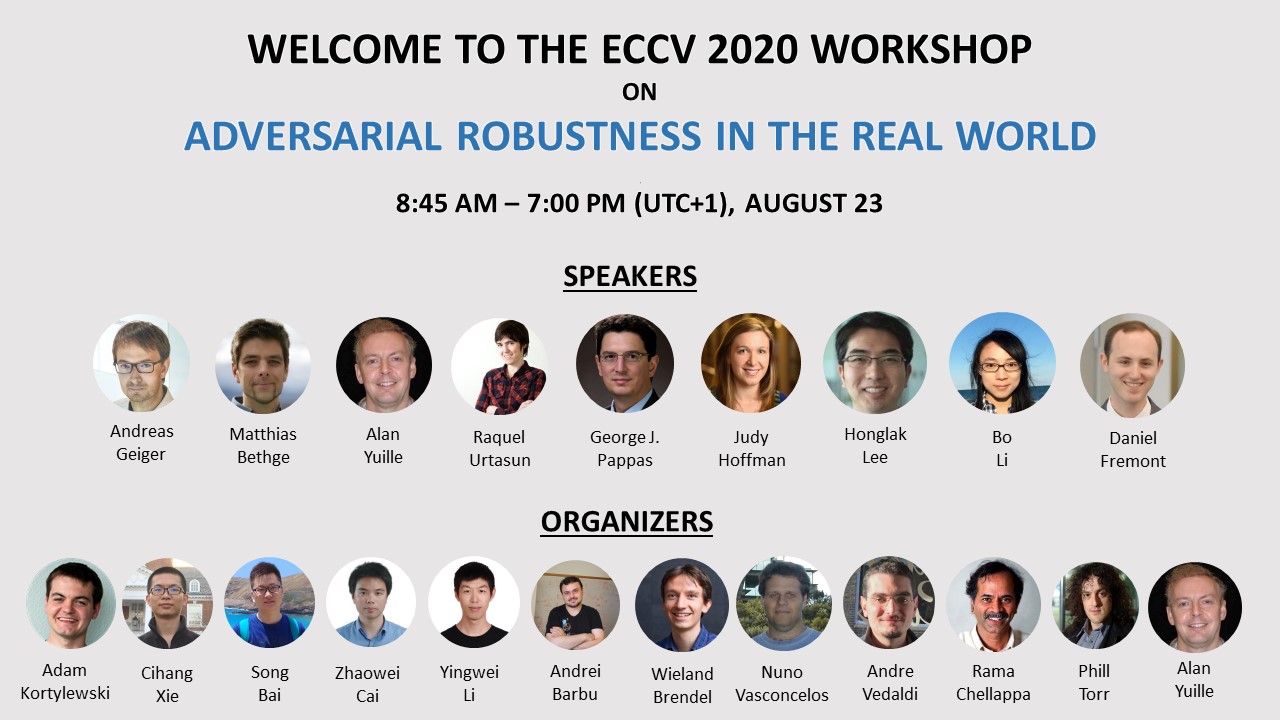 WELCOME TO THE ECCV 2020 WORKSHOP
ON
ADVERSARIAL ROBUSTNESS IN THE REAL WORLD
8:45 AM – 7:00 PM (UTC+1), AUGUST 23
SPEAKERS
Andreas Geiger
Matthias Bethge
Alan Yuille
Raquel Urtasun
George J. Pappas
Judy Hoffman
Honglak Lee
Bo Li
Daniel Fremont
ORGANIZERS
Adam Kortylewski
Cihang Xie
Song Bai
Zhaowei Cai
Yingwei Li
Andrei Barbu
Wieland Brendel
Nuno Vasconcelos
Andre Vedaldi
Rama Chellappa
Phill Torr
Alan Yuille